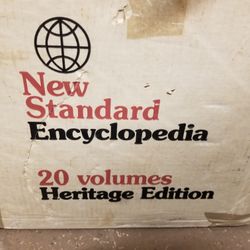 New
Standard
Encyclopedia
20 volumes
Heritage Edition